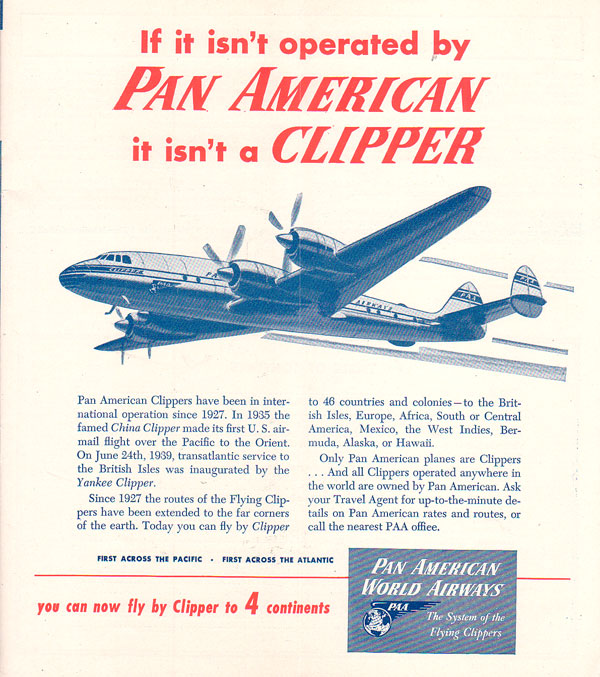 If it isn't operated by
PAN AMERICAN
it isn't a CLIPPER
CLIPPER
PAA
PAA
PAA
AIRWAYS
Pan American Clippers have been in inter-
national operation since 1927. In 1935 the
famed China Clipper made its first U. S. air-
mail flight over the Pacific to the Orient.
On June 24th, 1939, transatlantic service to
the British Isles was inaugurated by the
Yankee Clipper.
Since 1927 the routes of the Flying Clip-
pers have been extended to the far corners
of the earth. Today you can fly by Clipper
to 46 countries and colonies—to the Brit-
ish Isles, Europe, Africa, South or Central
America, Mexico, the West Indies, Ber-
muda, Alaska, or Hawaii.
Only Pan American planes are Clippers
. . . And all Clippers operated anywhere in
the world are owned by Pan American. Ask
your Travel Agent for up-to-the-minute de-
tails on Pan American rates and routes, or
call the nearest PAA office.
FIRST ACROSS THE PACIFIC · FIRST ACROSS THE ATLANTIC
you can now fly by Clipper to 4 continents
PAN AMERICAN
WORLD AIRWAYS
PAA
The System of the
Flying Clippers